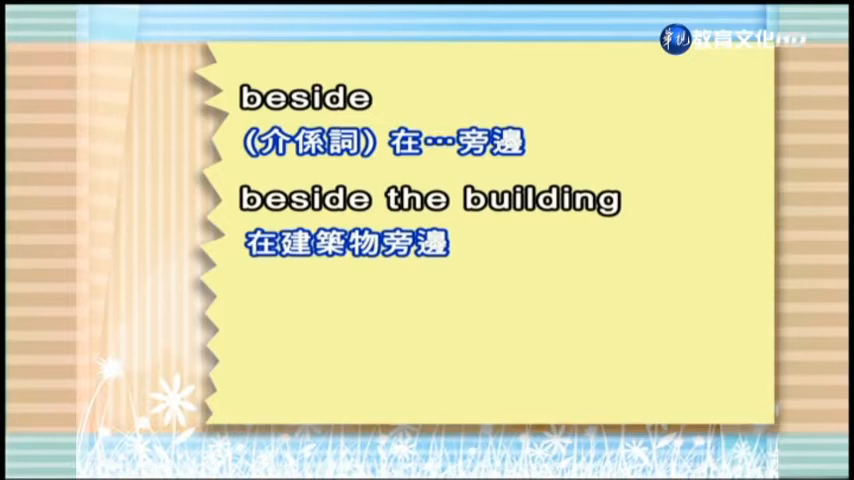 華視教育文化
beside
(介係詞) 在…旁邊
beside the building
在建築物旁邊